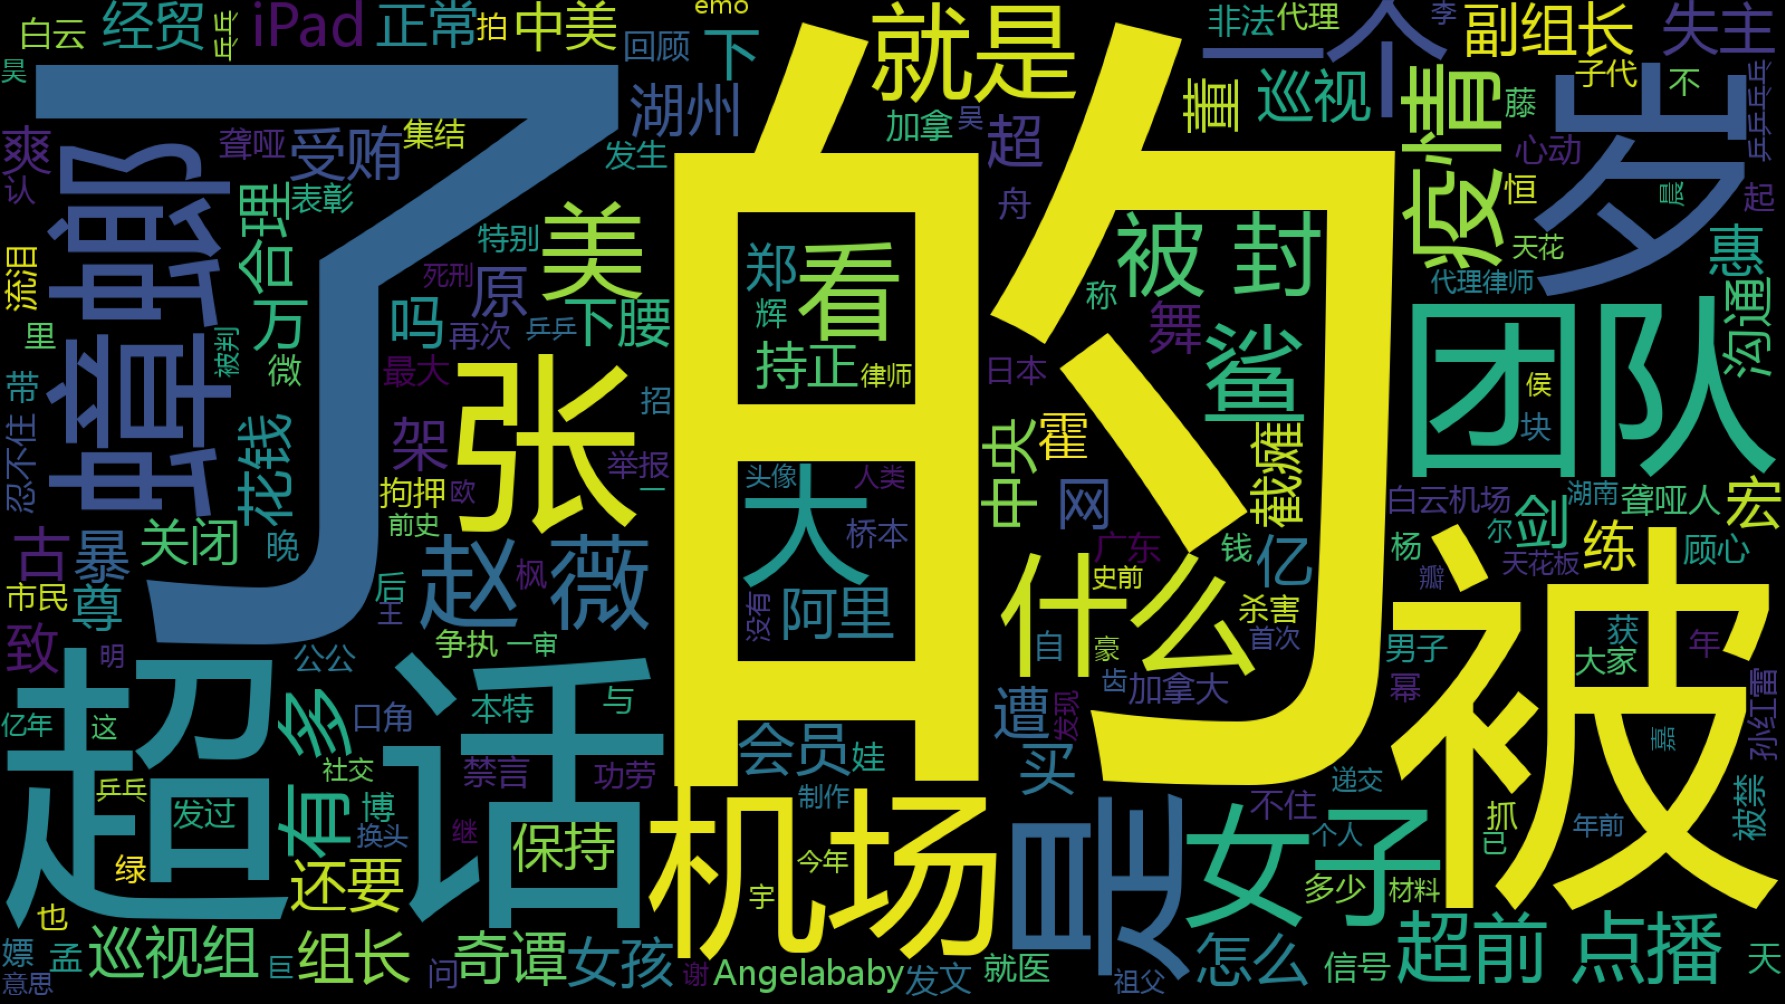 白云
经贸
乒乓
iPad
正常
拍
中美
emo
回顾
下
就是
非法
代理
一个
李
副组长
失主
昊
子代
不
乒乒乓乓
了
的
湖州
加拿
吴
董
巡视
疫情
藤
岁
爽
认
聋哑
受贿
集结
发生
超
心动
恒
晨
起
蟑螂
合理
表彰
特别
美
郑
看
舟
被封
天花
惠
流泪
死刑
原
辉
称
代理律师
里
被判
万
吗
再次
乒乒
下腰
持正
律师
日本
舞
鲨
团队
沟通
微
最大
招
侯
块
带
忍不住
花钱
张
架
举报
一
中央
霍
截瘫
拘押
欧
头像
人类
大
网
白云机场
湖南
聋哑人
宏
前史
桥本
尔
剑
古
暴
关闭
晚
赵薇
枫
广东
钱
亿
杨
天花板
练
顾心
市民
尊
后
王
没有
阿里
什么
史前
杀害
瓣
被
致
明
公公
争执
一审
自
豪
首次
男子
获
大家
年
超话
多
有
口角
本特
与
遭
发现
齿
加拿大
幂
嘉
孙红雷
亿年
这
社交
禁言
功劳
会员
娃
买
递交
乒乓
发过
博
换头
继
制作
不住
个人
抓
已
年前
被禁
绿
还要
保持
机场
今年
宇
是
女子
多少
材料
也
嫖
孟
巡视组
巨
组长
问
奇谭
女孩
谢
Angelababy
发文
就医
祖父
怎么
信号
超前点播
天
意思